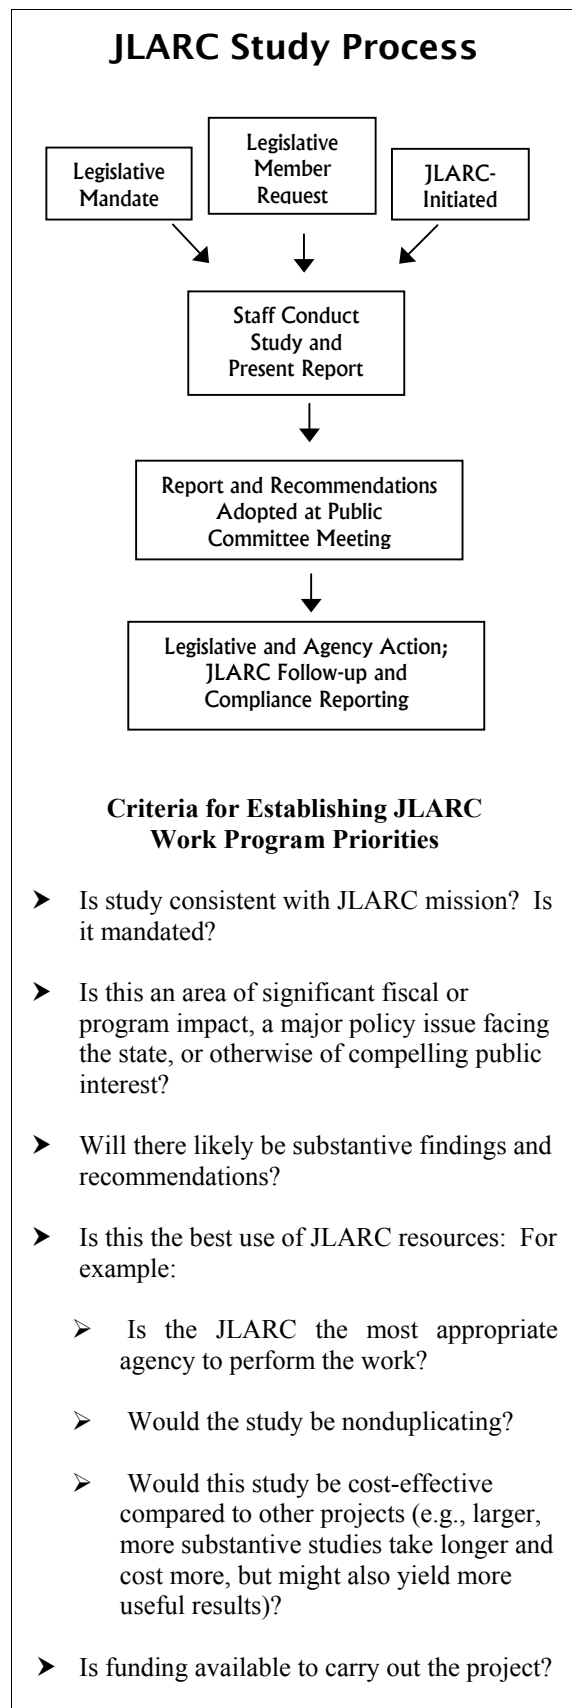 JLARC Study Process
Legislative
Mandate
Legislative
Member
Request
JLARC-
Initiated
Staff Conduct
Study and
Present Report
Report and Recommendations
Adopted at Public
Committee Meeting
Legislative and Agency Action;
JLARC Follow-up and
Compliance Reporting
Criteria for Establishing JLARC
Work Program Priorities
➤ Is study consistent with JLARC mission?  Is
it mandated?
➤ Is this an area of significant fiscal or
program impact, a major policy issue facing
the state, or otherwise of compelling public
interest?
➤ Will there likely be substantive findings and
recommendations?
➤ Is this the best use of JLARC resources:  For
example:
➢ Is the JLARC the most appropriate
agency to perform the work?
➢ Would the study be nonduplicating?
➢ Would this study be cost-effective
compared to other projects (e.g., larger,
more substantive studies take longer and
cost more, but might also yield more
useful results)?
➤ Is funding available to carry out the project?